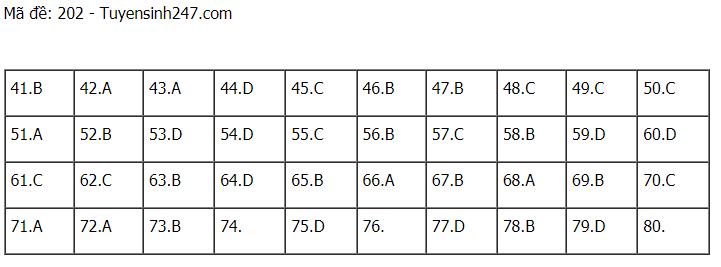 Mã đề: 202 - Tuyensinh247.com
41.B 42.A 43.A 44.D 45.C 46.B 47.B 48.C 49.C 50.C
51.A 52.B 53.D 54.D 55.C 56.B 57.C 58.B 59.D 60.D
61.C 62.C 63.B 64.D 65.B 66.A 67.B 68.A 69.B 70.C
71.A 72.A 73.B 74. 75.D 76. 77.D 78.B 79.D 80.